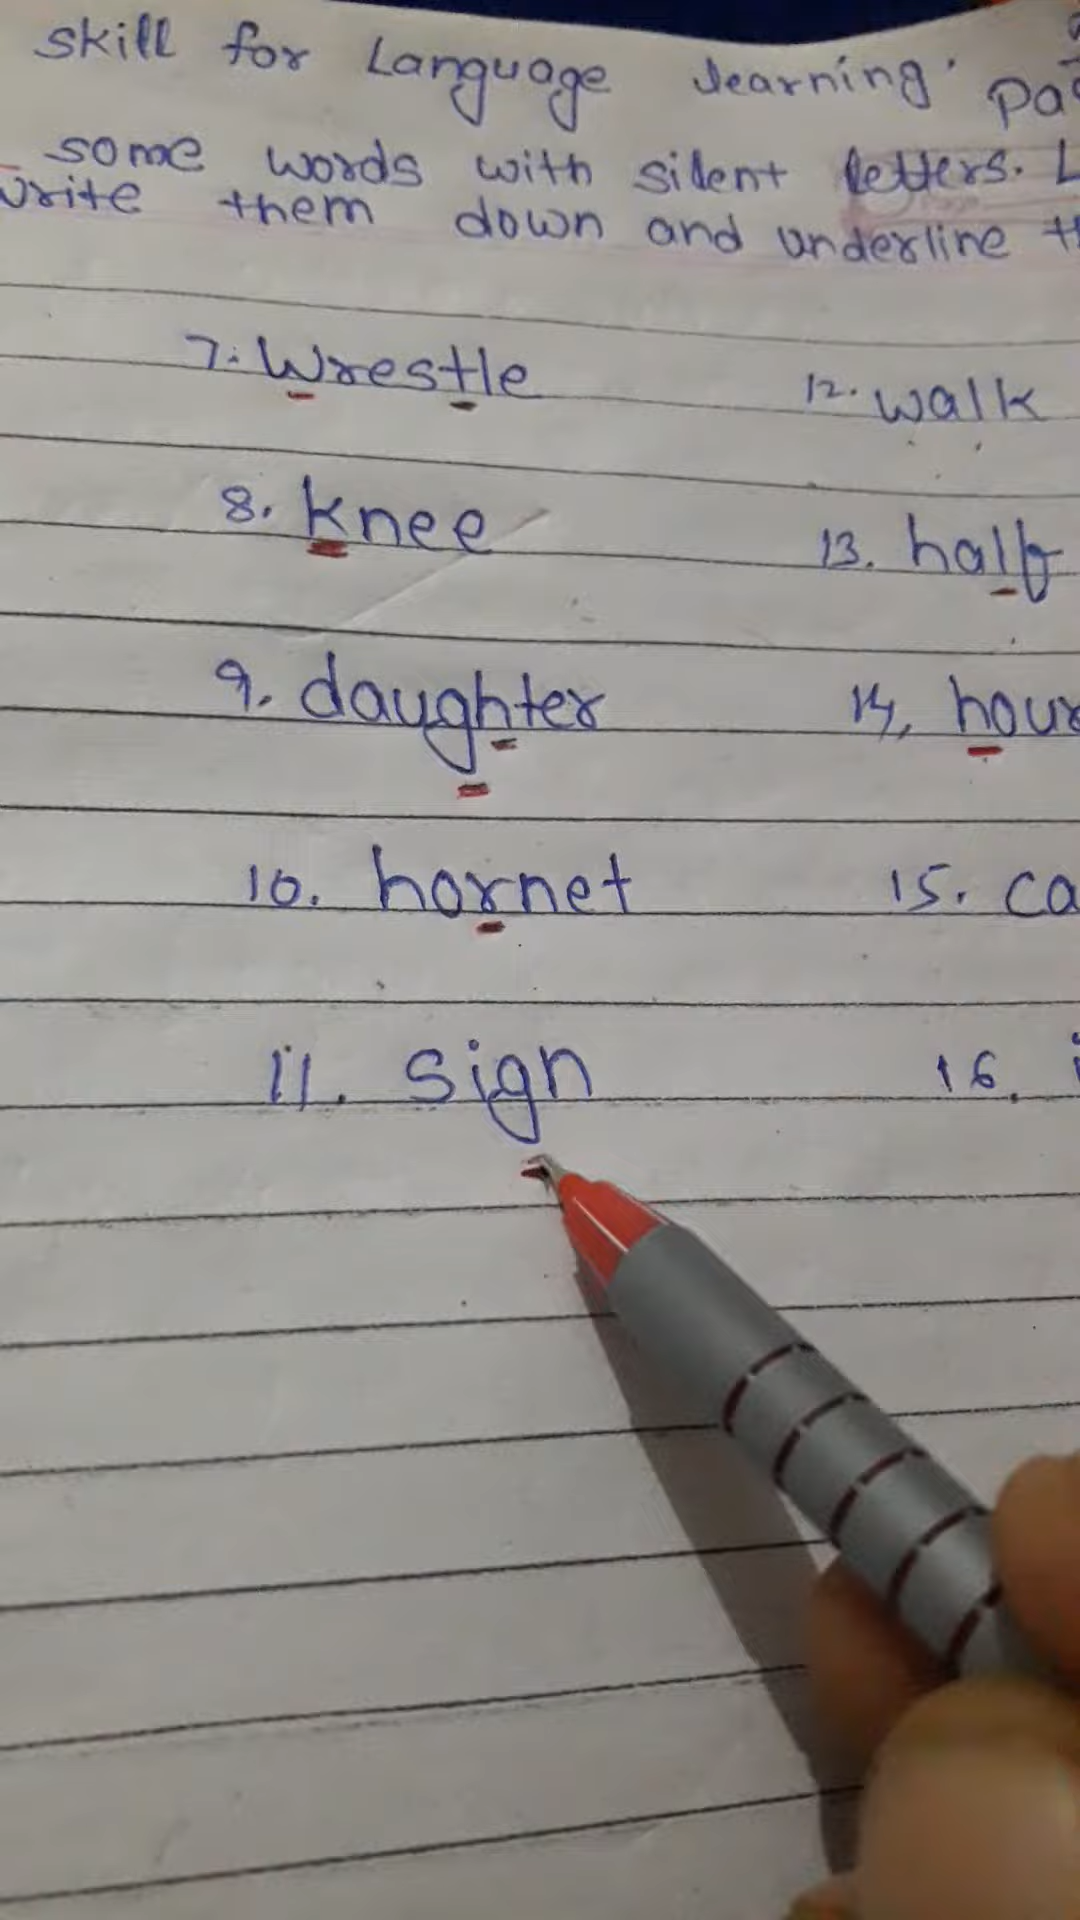 skill for Language learning.
some words with silent letters.
write them down and underline
7. Wrestle
12. walk
8. knee
13. half
9. daughter
14. hour
10. hornet
15. ca
11. sign
16. i